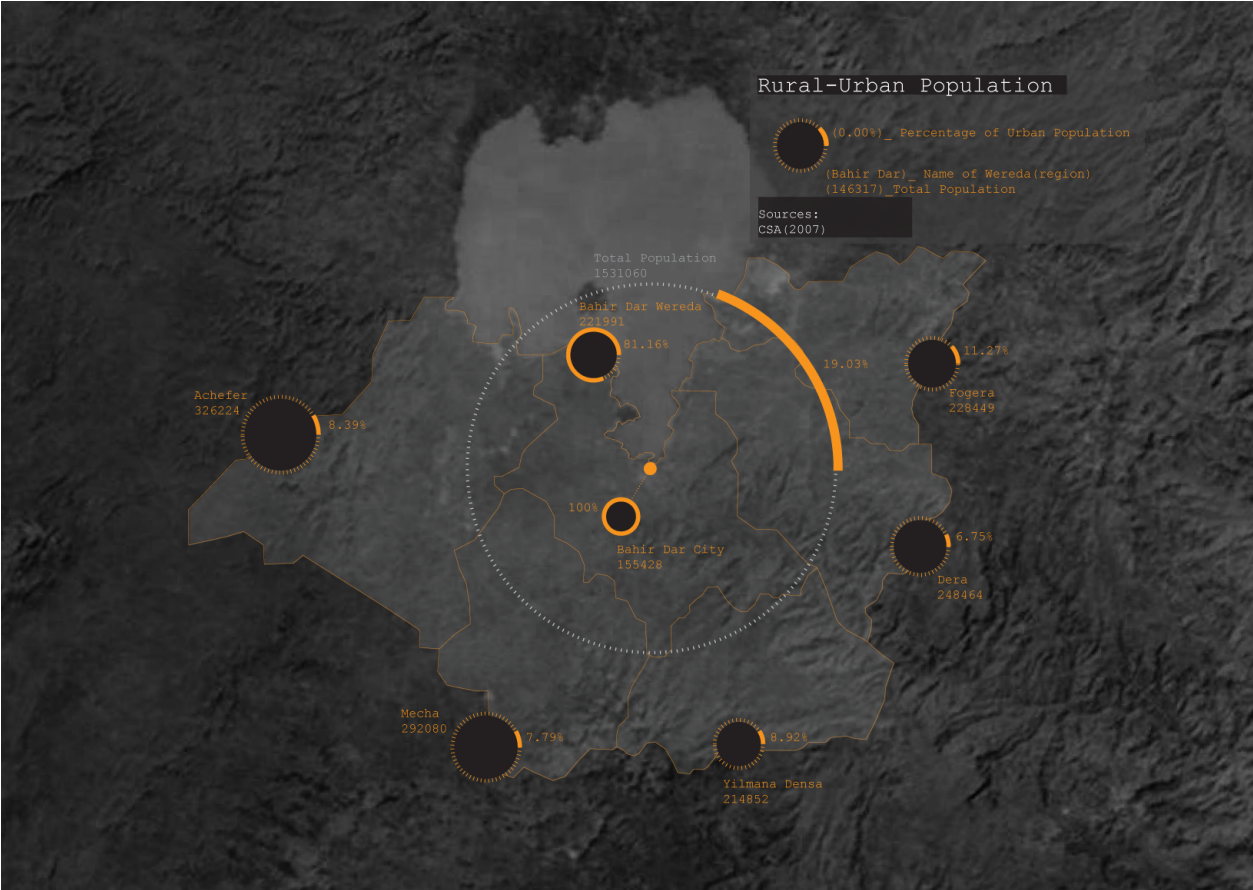 Rural-Urban Population
(0.00%)_ Percentage of Urban Population
(Bahir Dar)_ Name of Wereda(region)
(146317)_Total Population
Sources:
CSA(2007)
Total Population
1531060
Bahir Dar Wereda
221991
81.16%
19.03%
11.27%
Fogera
228449
Achefer
326224
8.39%
100%
Bahir Dar City
155428
6.75%
Dera
248464
Mecha
292080
7.79%
8.92%
Yilmana Densa
214852